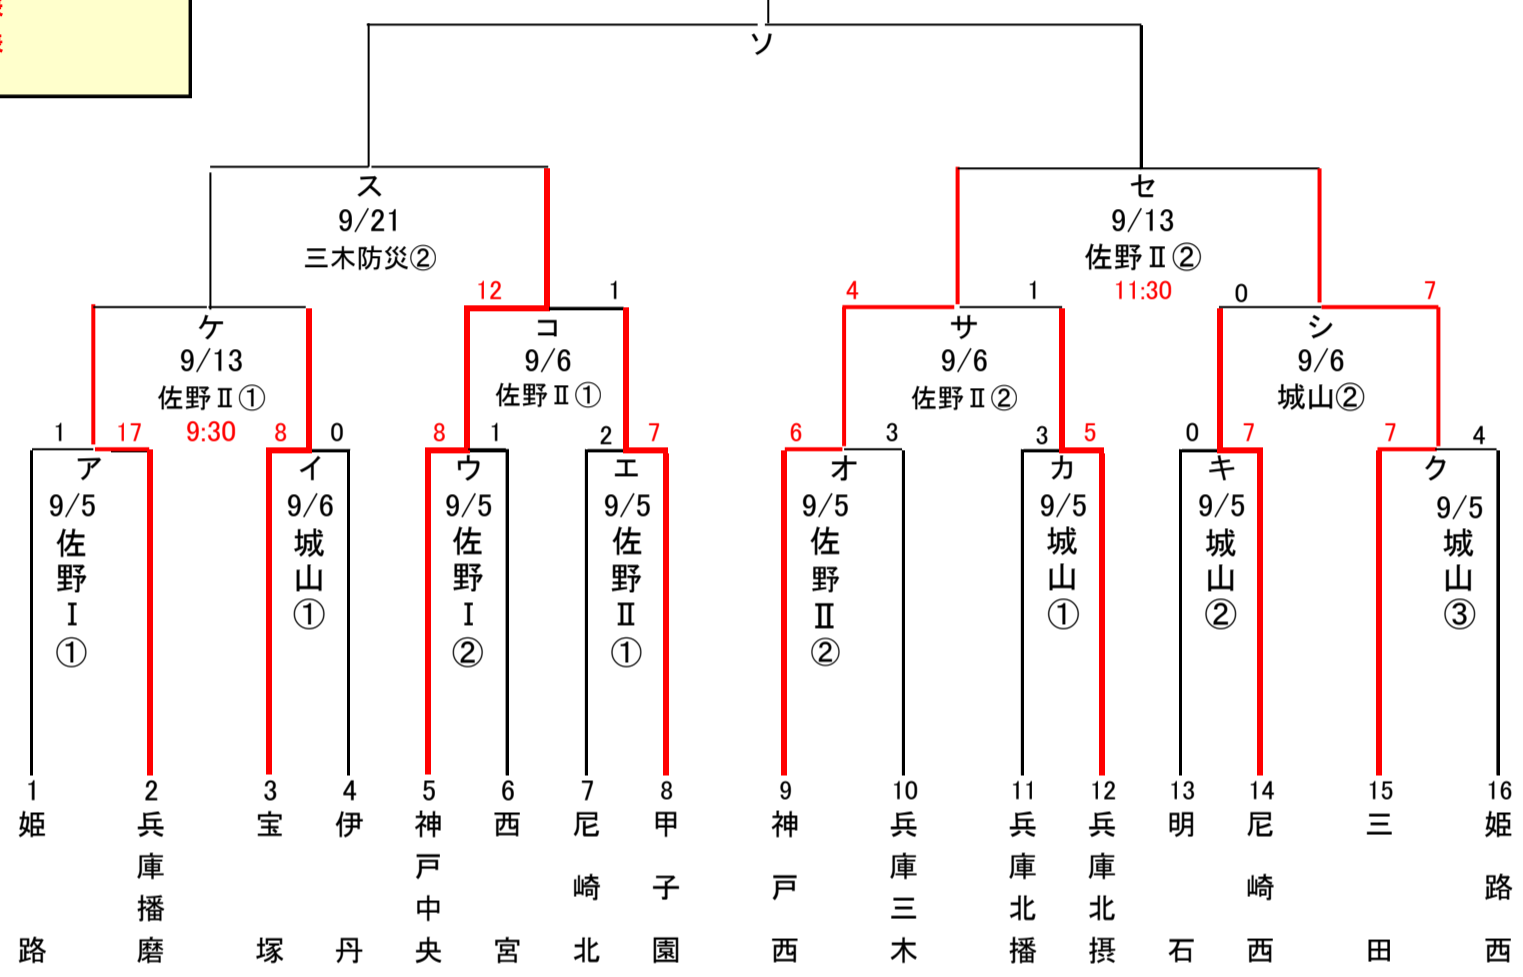 ソ
ス
9/21
三木防災②
セ
9/13
佐野Ⅱ②
11:30
12
1
4
1
0
7
ケ
9/13
佐野Ⅱ①
9:30
コ
9/6
佐野Ⅱ①
サ
9/6
佐野Ⅱ②
シ
9/6
城山②
1
17
8
0
8
1
2
7
6
3
3
5
0
7
7
4
ア
9/5
佐野Ⅰ①
イ
9/6
城山①
ウ
9/5
佐野Ⅰ②
エ
9/5
佐野Ⅱ①
オ
9/5
佐野Ⅱ②
カ
9/5
城山①
キ
9/5
城山②
ク
9/5
城山③
1
姫路
2
兵庫播磨
3
宝塚
4
伊丹
5
神戸中央
6
西宮
7
尼崎北
8
甲子園
9
神戸西
10
兵庫三木
11
兵庫北播
12
兵庫北摂
13
明石
14
尼崎西
15
三田
16
姫路西